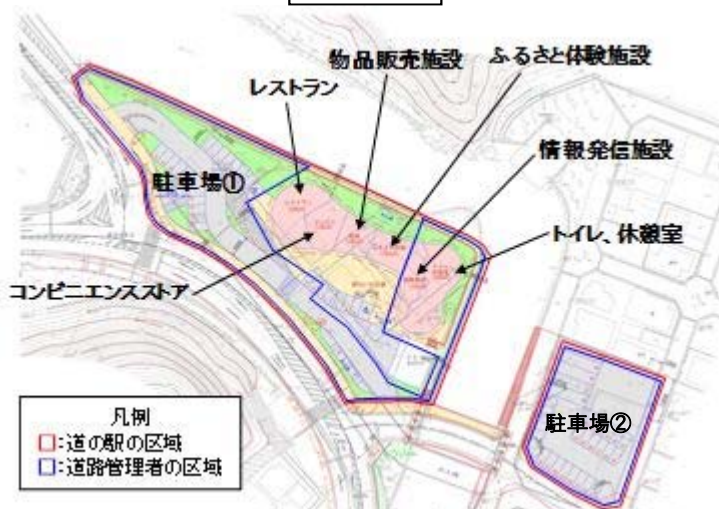 物品販売施設
ふるさと体験施設
レストラン
情報発信施設
駐車場①
トイレ、休憩室
コンビニエンスストア
駐車場②
凡例
□:道の駅の区域
□:道路管理者の区域